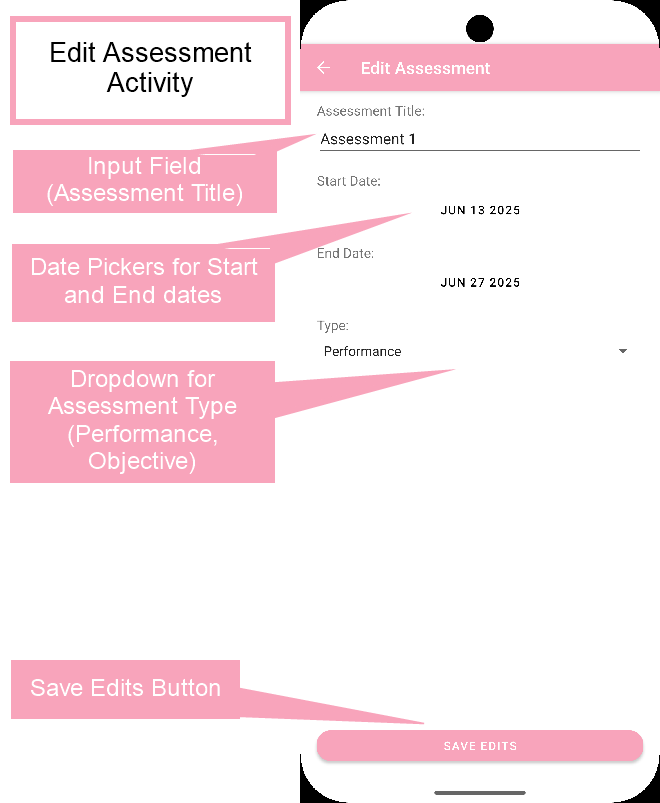 Edit Assessment
Activity
Input Field
(Assessment Title)
Date Pickers for Start
and End dates
Dropdown for
Assessment Type
(Performance,
Objective)
Save Edits Button
Edit Assessment
Assessment Title:
Assessment 1
Start Date:
JUN 13 2025
End Date:
JUN 27 2025
Type:
Performance
SAVE EDITS